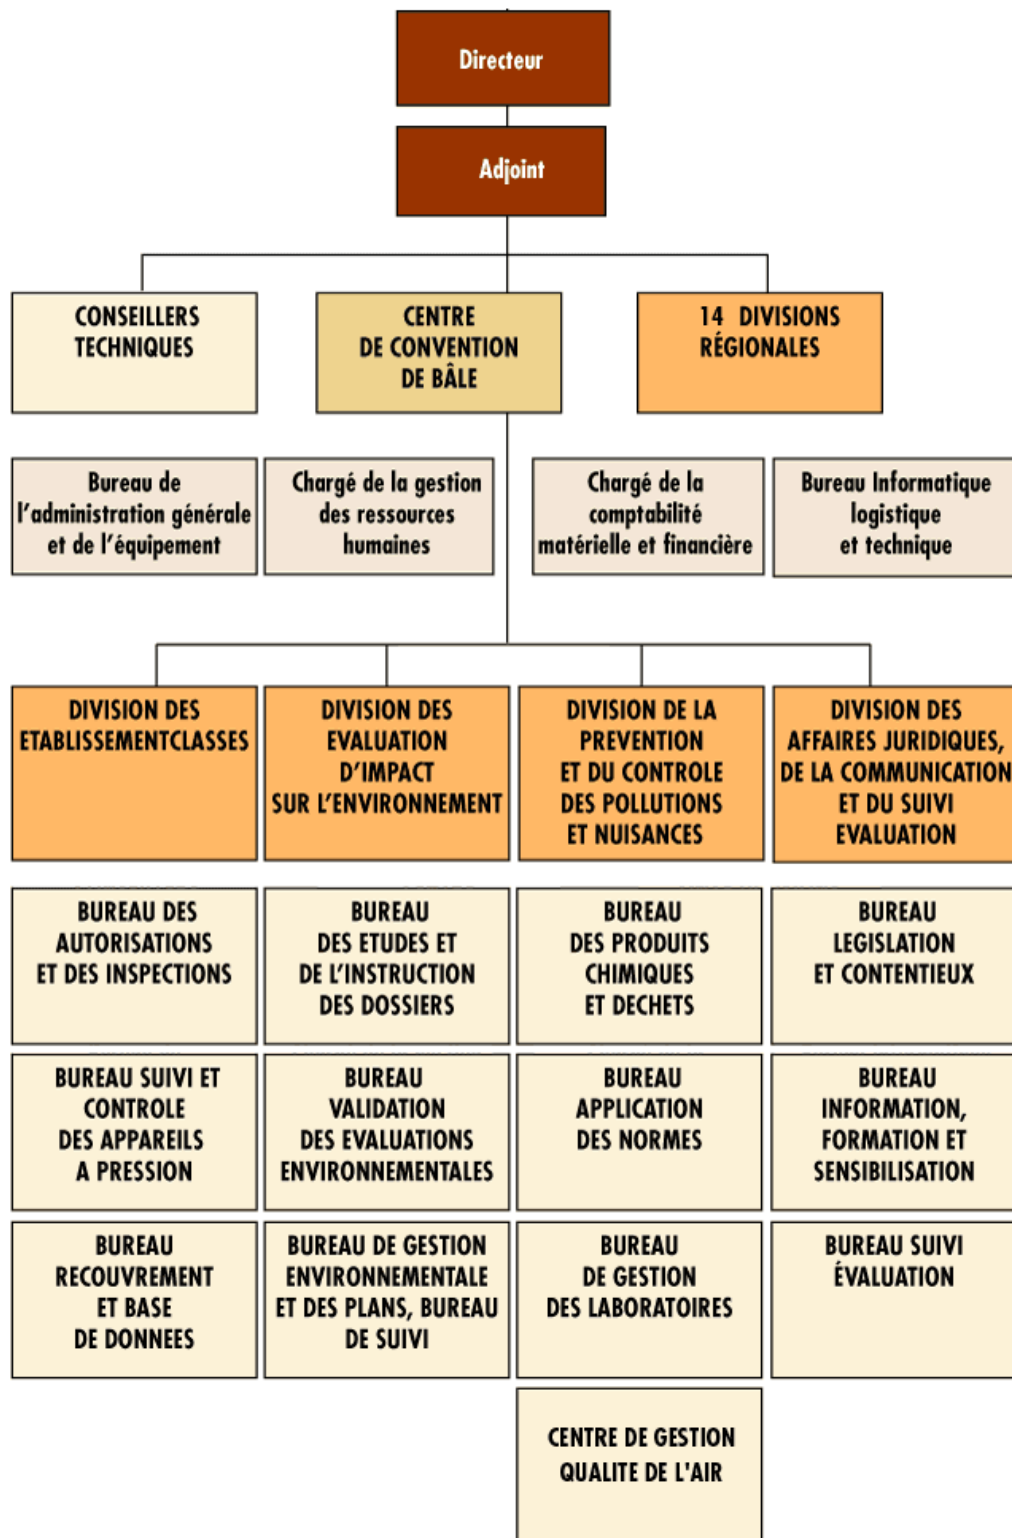 Directeur
Adjoint
CONSEILLERS
TECHNIQUES
CENTRE
DE CONVENTION
DE BÂLE
14 DIVISIONS
RÉGIONALES
Bureau de
l'administration générale
et de l'équipement
Chargé de la gestion
des ressources
humaines
Chargé de la
comptabilité
matérielle et financière
Bureau Informatique
logistique
et technique
DIVISION DES
ETABLISSEMENTCLASSES
DIVISION DES
EVALUATION
D'IMPACT
SUR L'ENVIRONNEMENT
DIVISION DE LA
PREVENTION
ET DU CONTROLE
DES POLLUTIONS
ET NUISANCES
DIVISION DES
AFFAIRES JURIDIQUES,
DE LA COMMUNICATION
ET DU SUIVI
EVALUATION
BUREAU DES
AUTORISATIONS
ET DES INSPECTIONS
BUREAU
DES ETUDES ET
DE L'INSTRUCTION
DES DOSSIERS
BUREAU
DES PRODUITS
CHIMIQUES
ET DECHETS
BUREAU
LEGISLATION
ET CONTENTIEUX
BUREAU SUIVI ET
CONTROLE
DES APPAREILS
A PRESSION
BUREAU
VALIDATION
DES EVALUATIONS
ENVIRONNEMENTALES
BUREAU
APPLICATION
DES NORMES
BUREAU
INFORMATION,
FORMATION ET
SENSIBILISATION
BUREAU
RECOUVREMENT
ET BASE
DE DONNEES
BUREAU DE GESTION
ENVIRONNEMENTALE
ET DES PLANS, BUREAU
DE SUIVI
BUREAU
DE GESTION
DES LABORATOIRES
BUREAU SUIVI
ÉVALUATION
CENTRE DE GESTION
QUALITE DE L'AIR